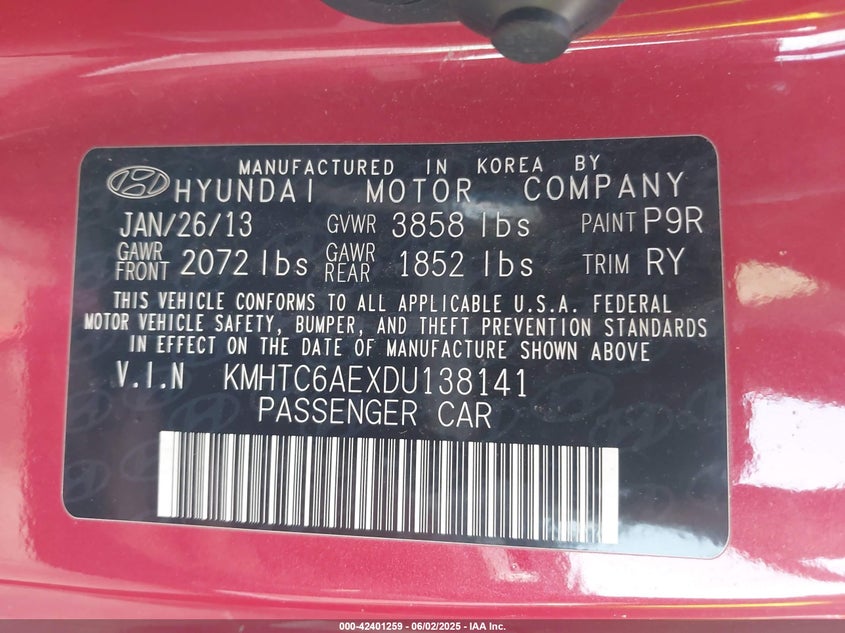 MANUFACTURED IN KOREA BY
HYUNDAI MOTOR COMPANY
JAN/26/13 GVWR 3858 lbs PAINT P9R
GAWR FRONT 2072 lbs GAWR REAR 1852 lbs TRIM RY
THIS VEHICLE CONFORMS TO ALL APPLICABLE U.S.A. FEDERAL
MOTOR VEHICLE SAFETY, BUMPER, AND THEFT PREVENTION STANDARDS
IN EFFECT ON THE DATE OF MANUFACTURE SHOWN ABOVE
V.I.N KMHTC6AEXDU138141
PASSENGER CAR
000-42401259 | 06/02/2025 - IAA Inc.